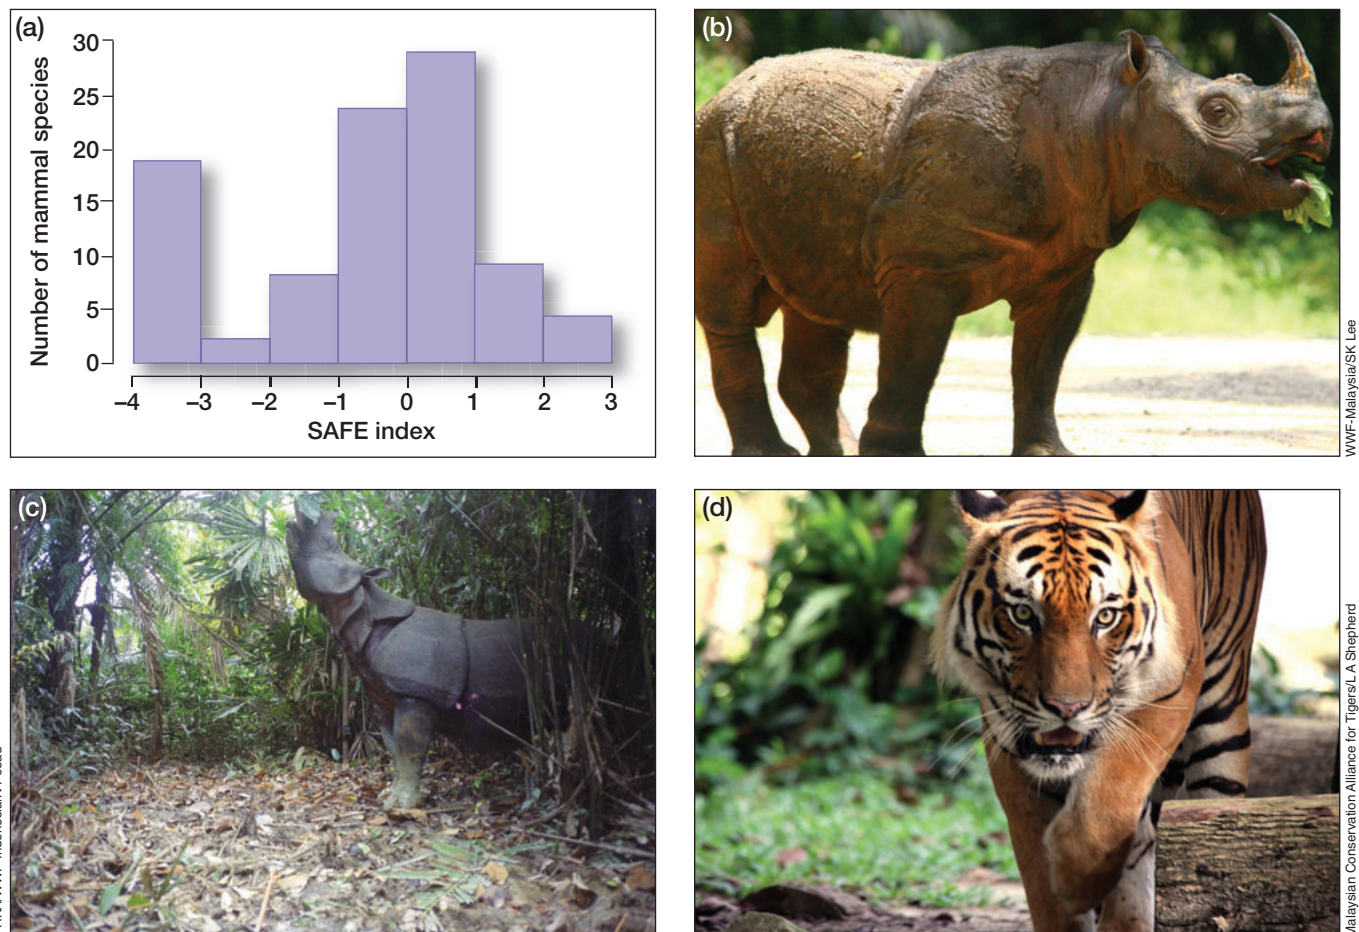 (a)
Number of mammal species
30
25
20
15
10
5
0
–4 –3 –2 –1 0 1 2 3
SAFE index
(b)
WWF-Malaysia/SK Lee
(c)
(d)
Malaysian Conservation Alliance for Tigers/L A Shepherd